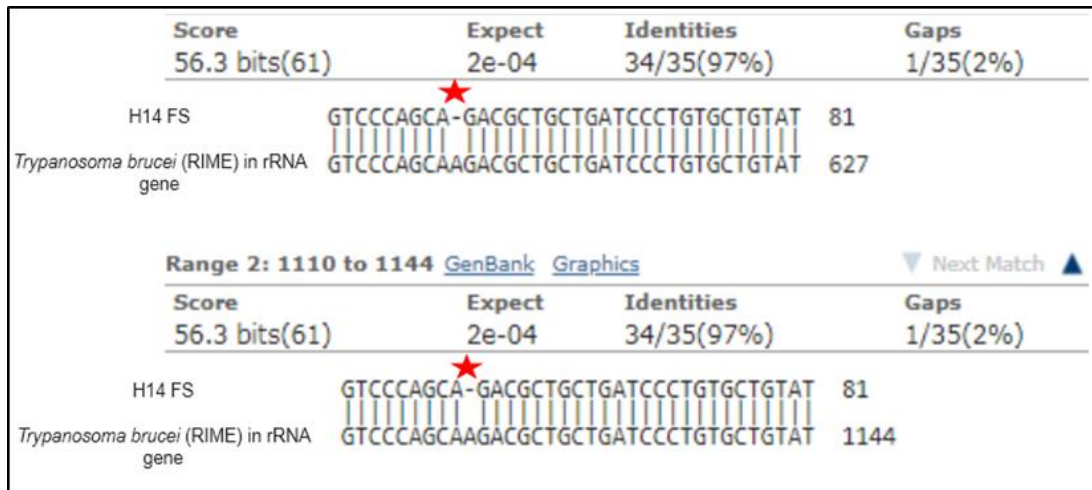 Score Expect Identities Gaps
56.3 bits(61) 2e-04 34/35(97%) 1/35(2%)
H14 FS GTCCCAGCA-GACGCTGCTGATCCCTGTGCTGTAT 81
Trypanosoma brucei (RIME) in rRNA GTCCCAGCAAGACGCTGCTGATCCCTGTGCTGTAT 627
gene
Range 2: 1110 to 1144 GenBank Graphics Next Match
Score Expect Identities Gaps
56.3 bits(61) 2e-04 34/35(97%) 1/35(2%)
H14 FS GTCCCAGCA-GACGCTGCTGATCCCTGTGCTGTAT 81
Trypanosoma brucei (RIME) in rRNA GTCCCAGCAAGACGCTGCTGATCCCTGTGCTGTAT 1144
gene